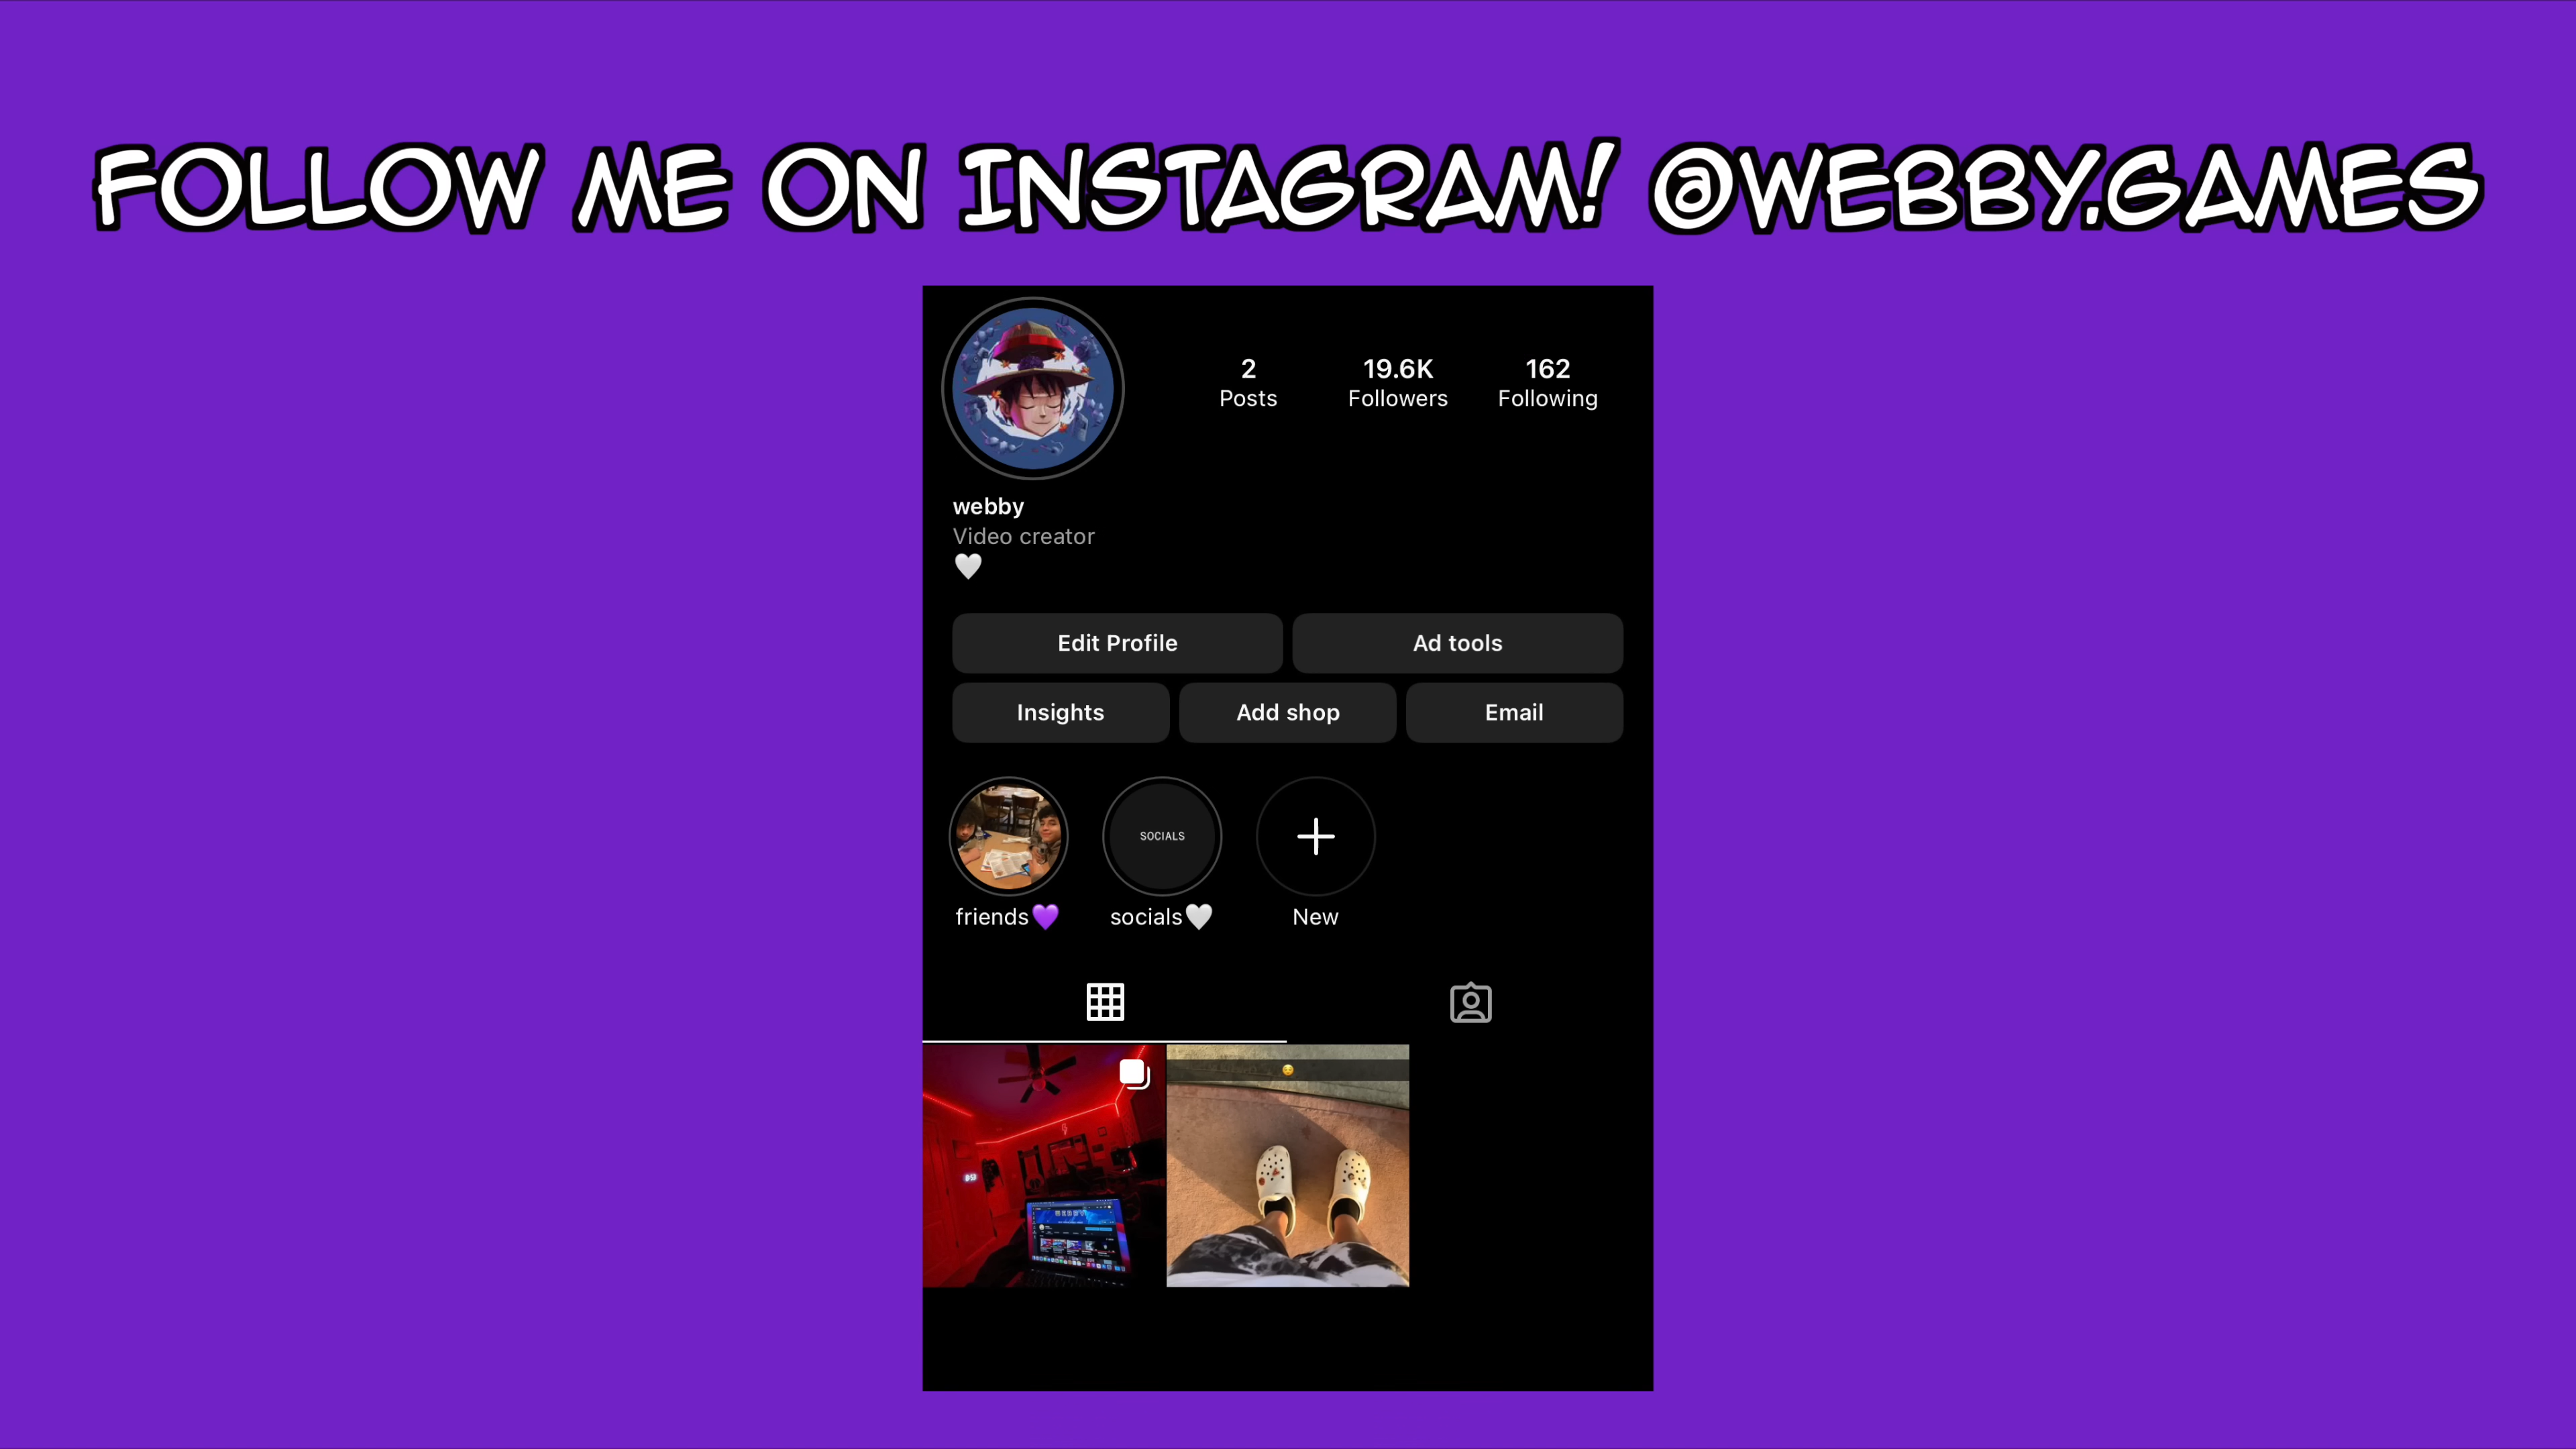 FOLLOW ME ON INSTAGRAM! @WEBBY.GAMES
2 19.6K 162
Posts Followers Following
webby
Video creator
🤍
Edit Profile Ad tools
Insights Add shop Email
SOCIALS
friends💜 socials🤍 New